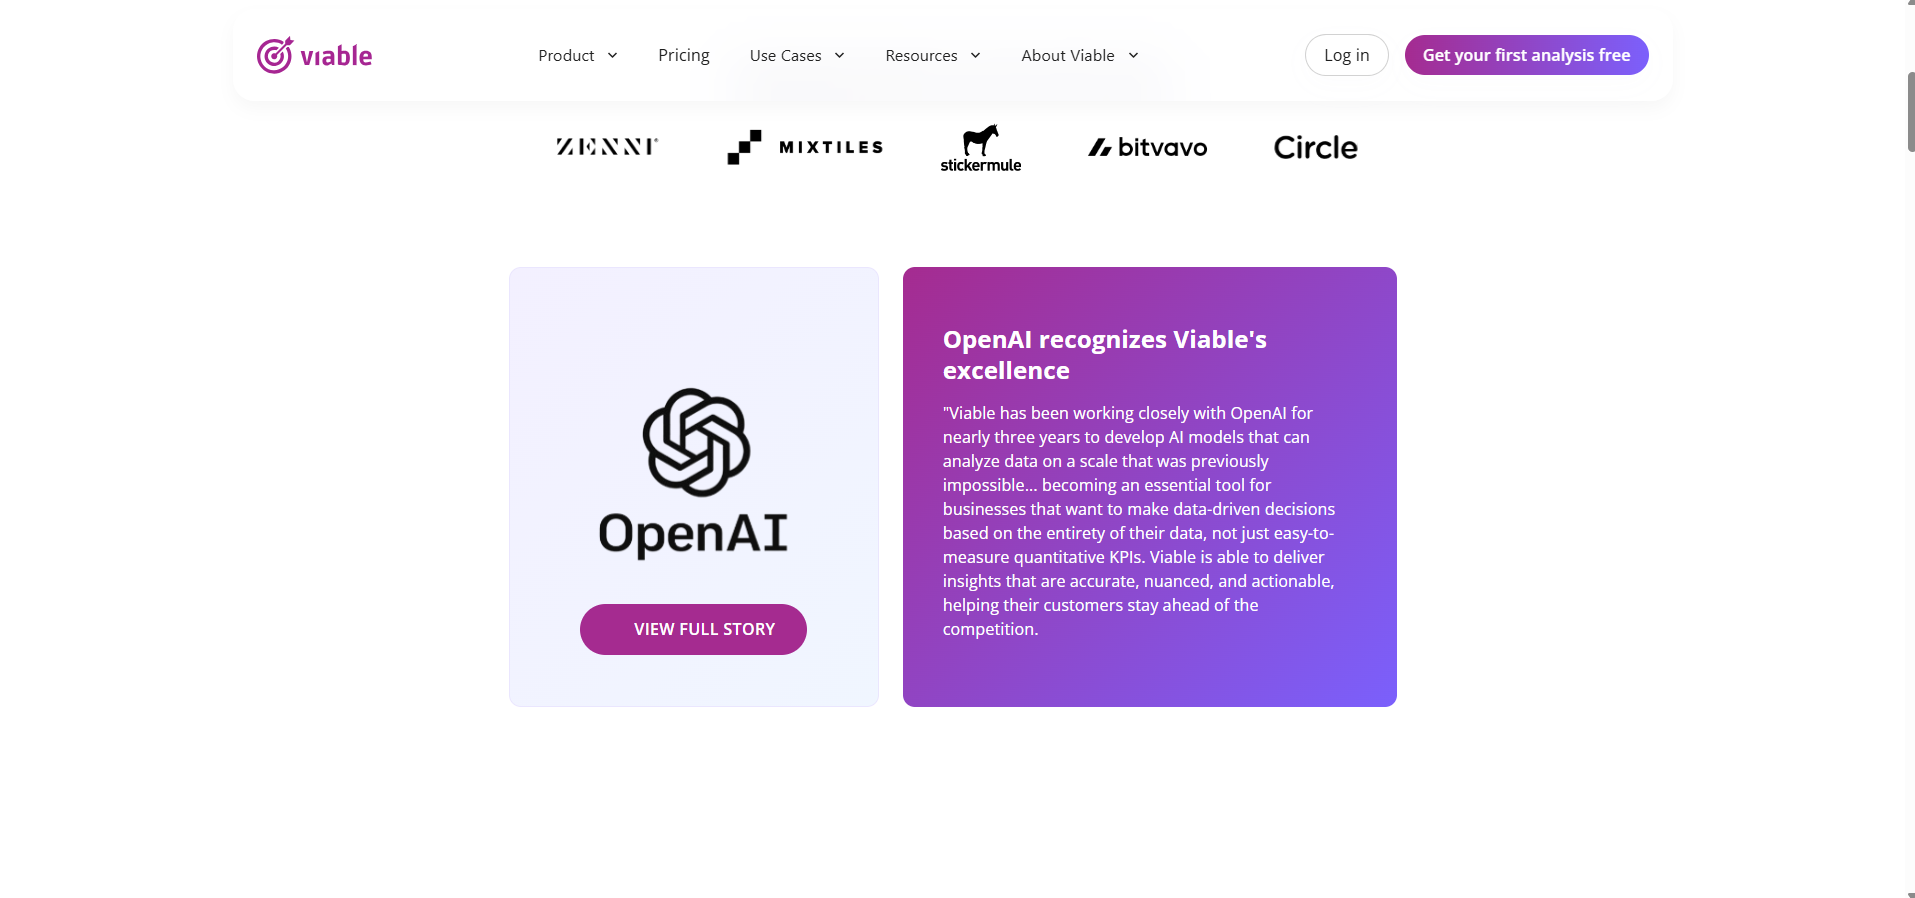 viable
Product
Pricing
Use Cases
Resources
About Viable
Log in
Get your first analysis free
ZENNI®
MIXTILES
stickermule
bitvavo
Circle
OpenAI
VIEW FULL STORY
OpenAI recognizes Viable's
excellence
"Viable has been working closely with OpenAI for
nearly three years to develop AI models that can
analyze data on a scale that was previously
impossible... becoming an essential tool for
businesses that want to make data-driven decisions
based on the entirety of their data, not just easy-to-
measure quantitative KPIs. Viable is able to deliver
insights that are accurate, nuanced, and actionable,
helping their customers stay ahead of the
competition.